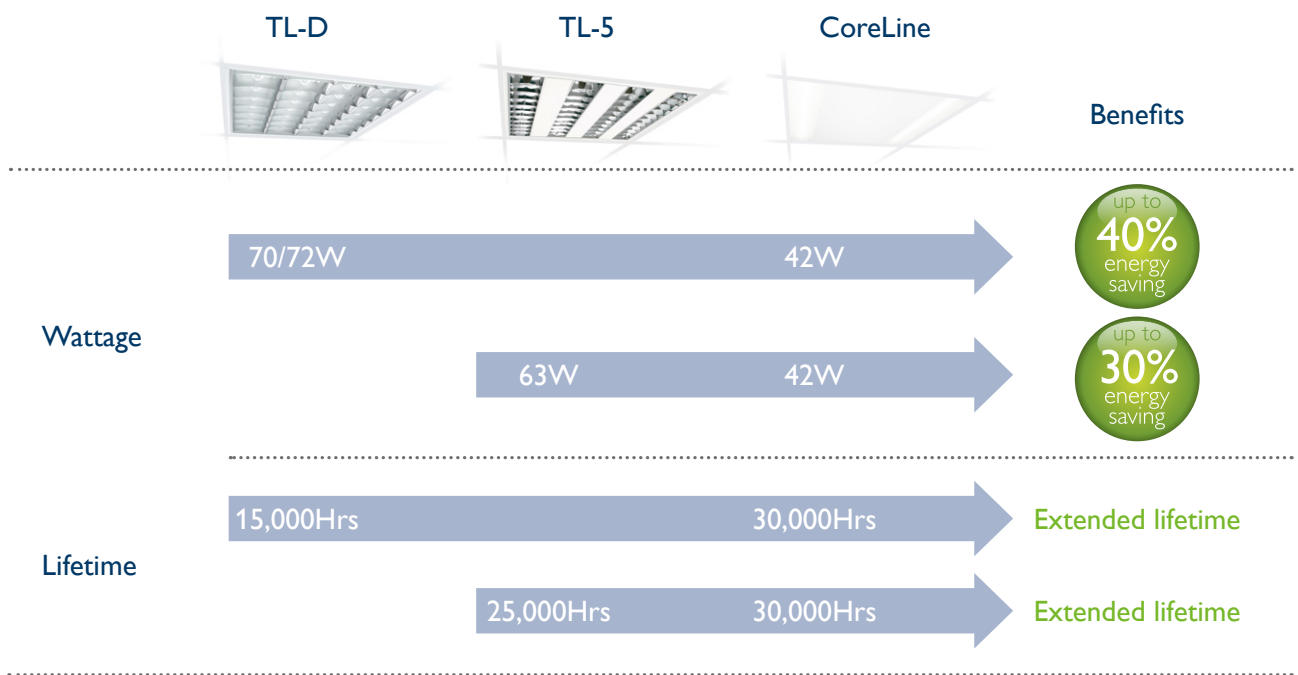 TL-D
TL-5
CoreLine
Benefits
Wattage
70/72W
42W
up to
40%
energy
saving
63W
42W
up to
30%
energy
saving
Lifetime
15,000Hrs
30,000Hrs
Extended lifetime
25,000Hrs
30,000Hrs
Extended lifetime